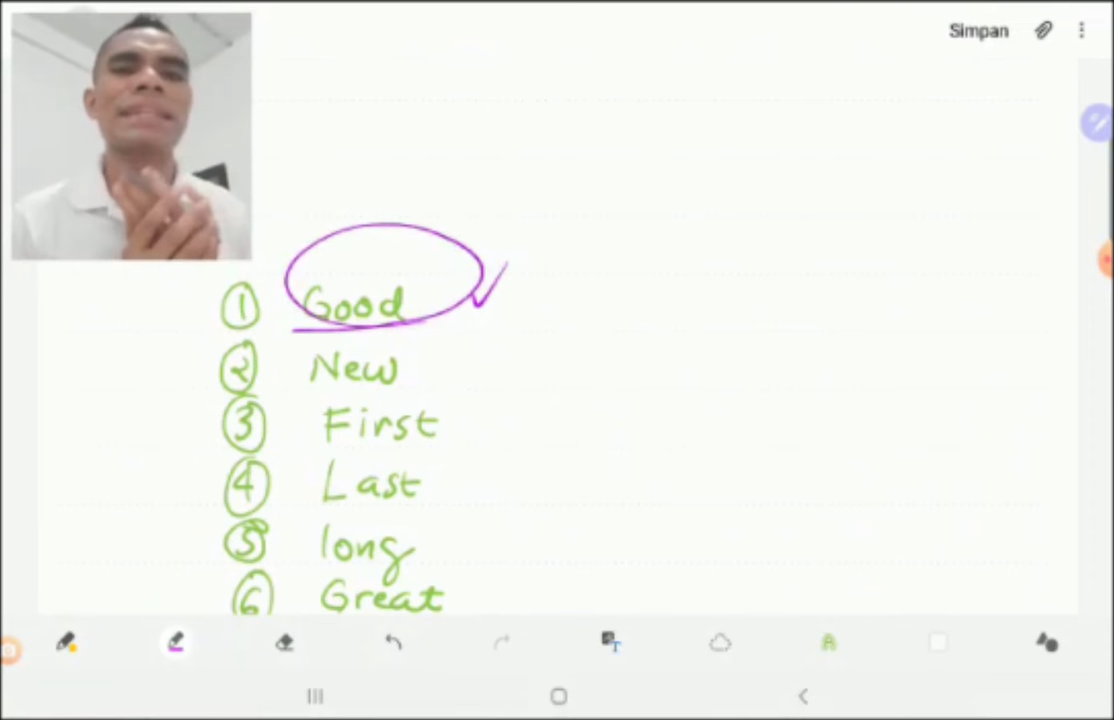 Simpan
① Good
② New
③ First
④ Last
⑤ long
⑥ Great